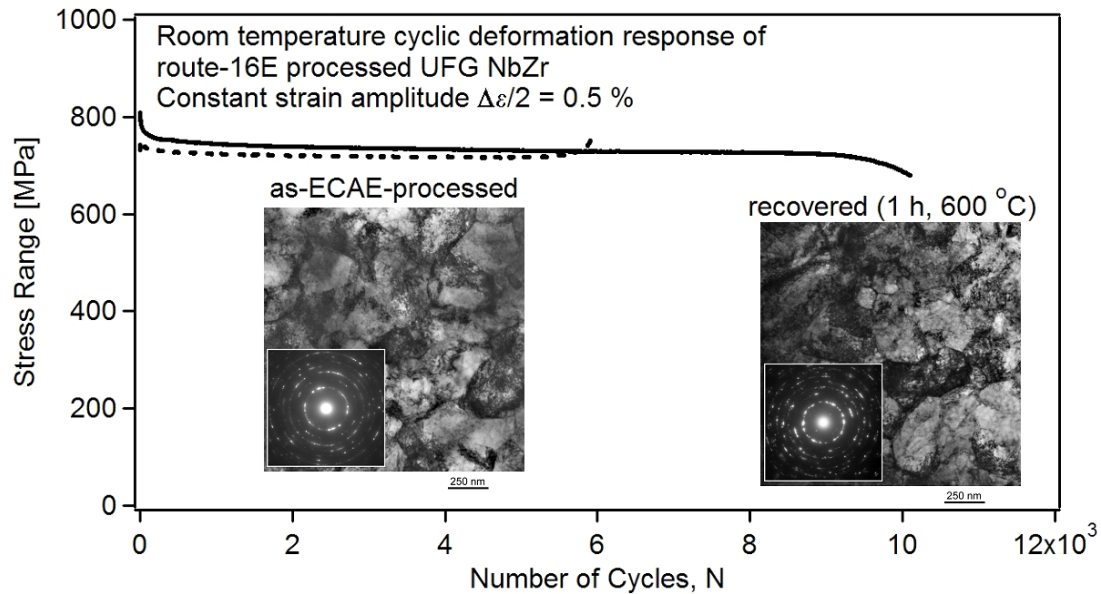 1000
Room temperature cyclic deformation response of
route-16E processed UFG NbZr
Constant strain amplitude Δε/2 = 0.5 %
800
600
400
200
0
Stress Range [MPa]
as-ECAE-processed
250 nm
recovered (1 h, 600 °C)
250 nm
0 2 4 6 8 10 12x10³
Number of Cycles, N